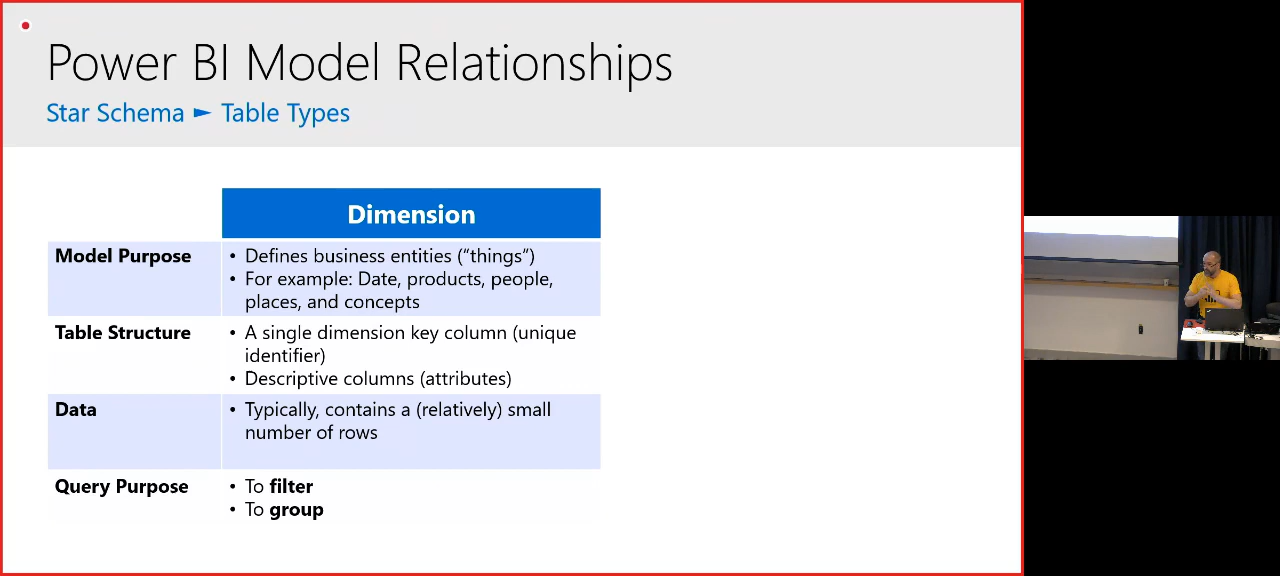 Power BI Model Relationships
Star Schema ► Table Types
Dimension
Model Purpose
• Defines business entities (“things”)
• For example: Date, products, people,
places, and concepts
Table Structure
• A single dimension key column (unique
identifier)
• Descriptive columns (attributes)
Data
• Typically, contains a (relatively) small
number of rows
Query Purpose
• To filter
• To group